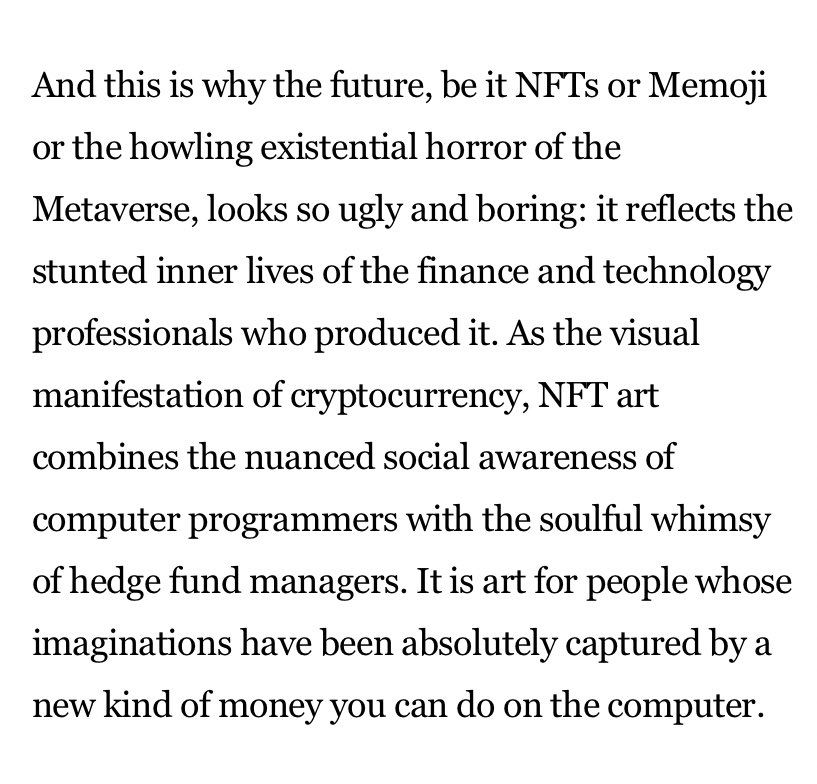 And this is why the future, be it NFTs or Memoji
or the howling existential horror of the
Metaverse, looks so ugly and boring: it reflects the
stunted inner lives of the finance and technology
professionals who produced it. As the visual
manifestation of cryptocurrency, NFT art
combines the nuanced social awareness of
computer programmers with the soulful whimsy
of hedge fund managers. It is art for people whose
imaginations have been absolutely captured by a
new kind of money you can do on the computer.